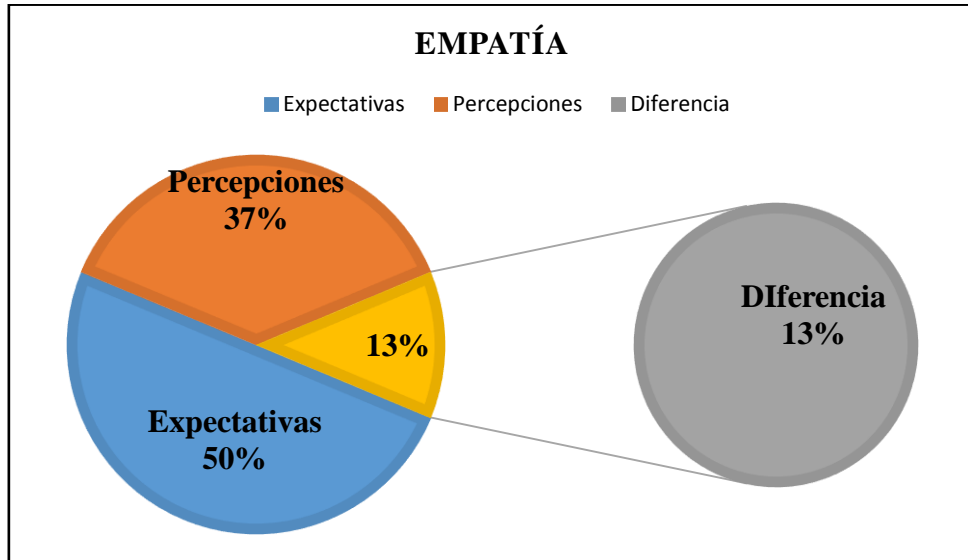 EMPATÍA
Expectativas Percepciones Diferencia
Percepciones
37%
13%
Expectativas
50%
DIferencia
13%